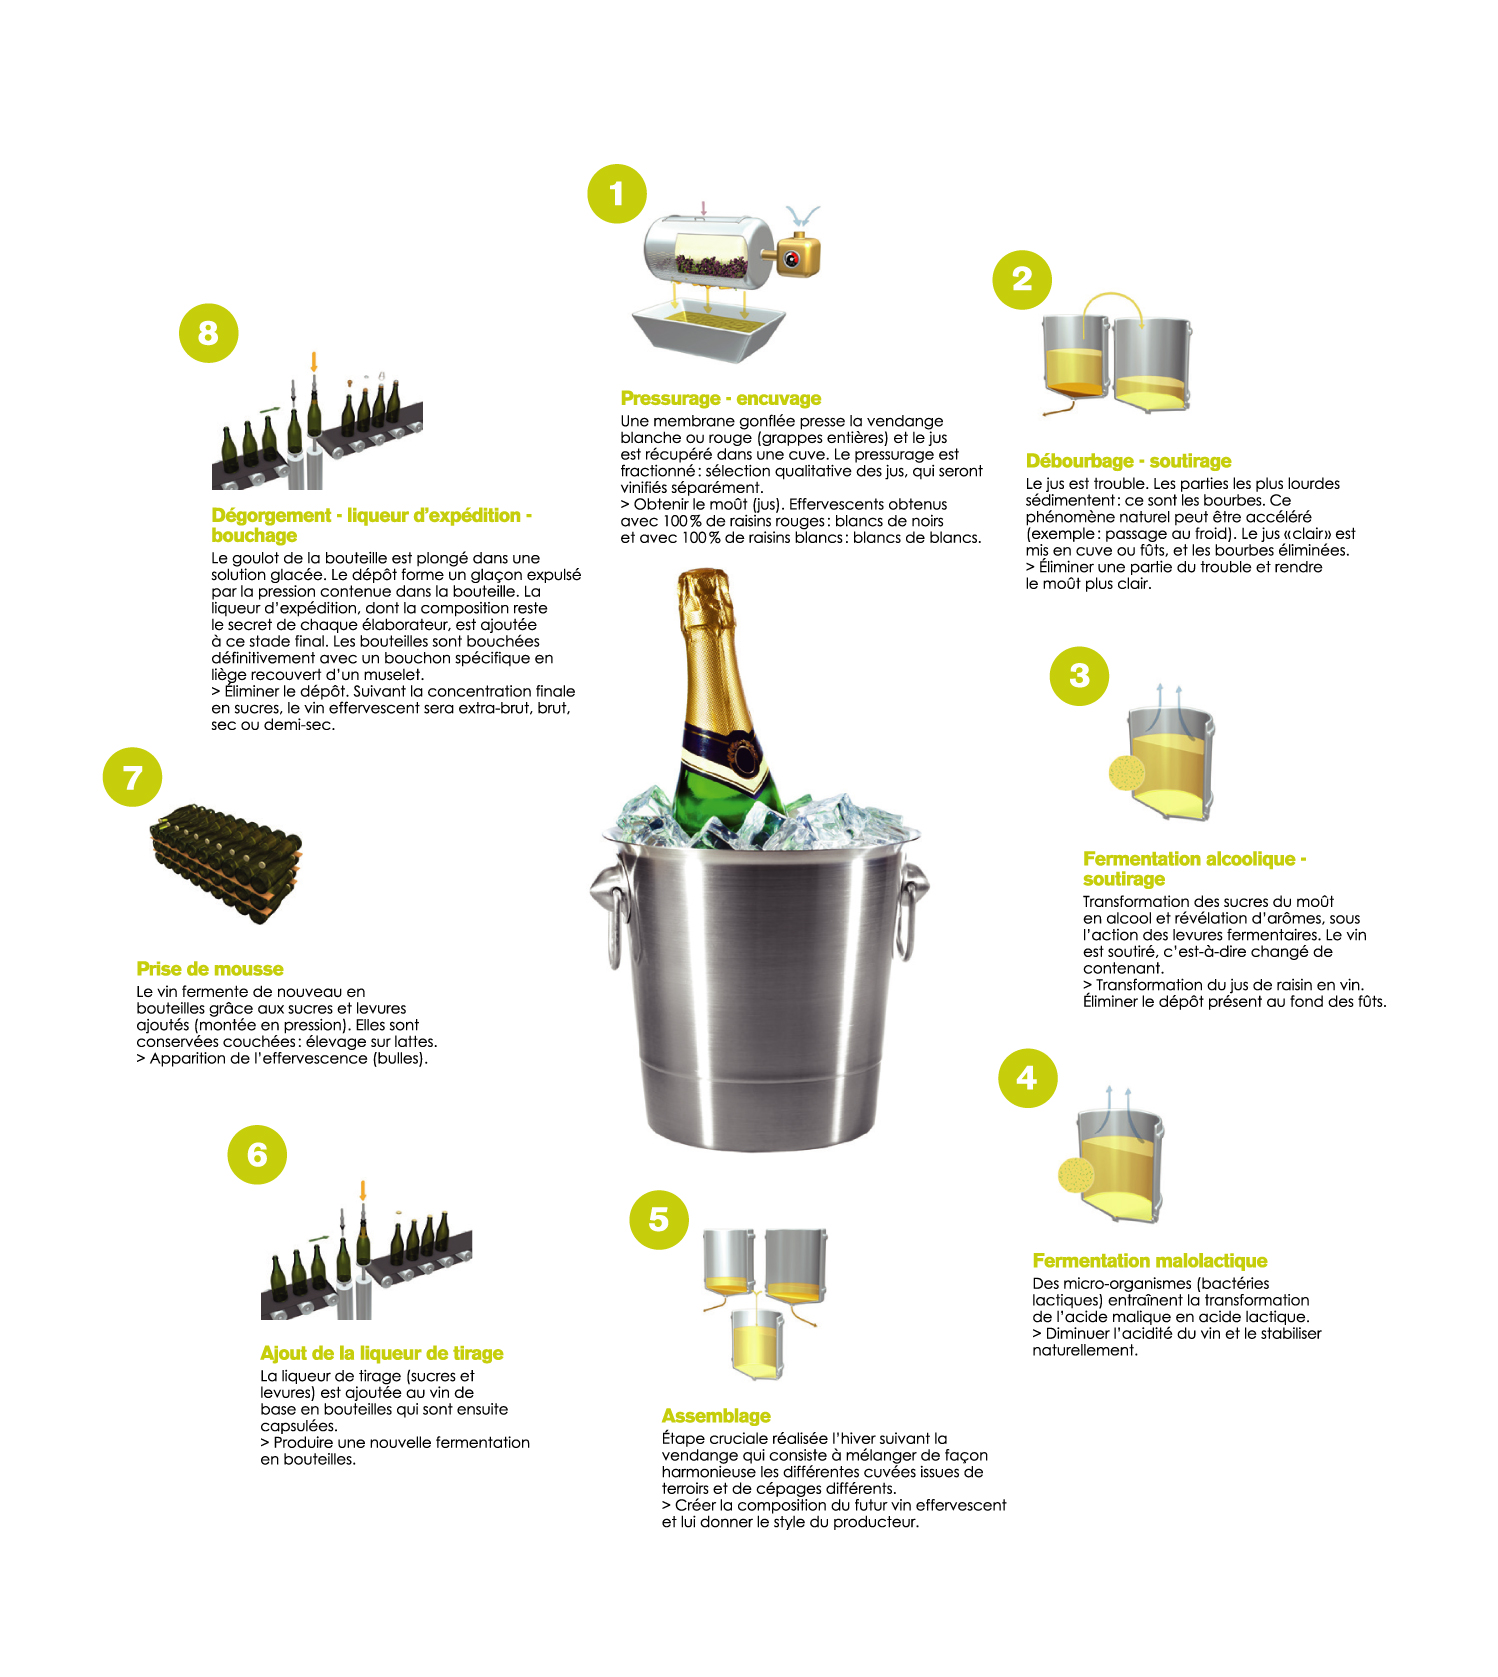 1
Pressurage - encuvage
Une membrane gonflée presse la vendange
blanche ou rouge (grappes entières) et le jus
est récupéré dans une cuve. Le pressurage est
fractionné : sélection qualitative des jus, qui seront
vinifiés séparément.
> Obtenir le moût (jus). Effervescents obtenus
avec 100 % de raisins rouges : blancs de noirs
et avec 100 % de raisins blancs : blancs de blancs.
2
Débourbage - soutirage
Le jus est trouble. Les parties les plus lourdes
sédimentent : ce sont les bourbes. Ce
phénomène naturel peut être accéléré
(exemple : passage au froid). Le jus «clair» est
mis en cuve ou fûts, et les bourbes éliminées.
> Éliminer une partie du trouble et rendre
le moût plus clair.
3
Fermentation alcoolique -
soutirage
Transformation des sucres du moût
en alcool et révélation d'arômes, sous
l'action des levures fermentaires. Le vin
est soutiré, c'est-à-dire changé de
contenant.
> Transformation du jus de raisin en vin.
Éliminer le dépôt présent au fond des fûts.
4
Fermentation malolactique
Des micro-organismes (bactéries
lactiques) entraînent la transformation
de l'acide malique en acide lactique.
> Diminuer l'acidité du vin et le stabiliser
naturellement.
5
Assemblage
Étape cruciale réalisée l'hiver suivant la
vendange qui consiste à mélanger de façon
harmonieuse les différentes cuvées issues de
terroirs et de cépages différents.
> Créer la composition du futur vin effervescent
et lui donner le style du producteur.
6
Ajout de la liqueur de tirage
La liqueur de tirage (sucres et
levures) est ajoutée au vin de
base en bouteilles qui sont ensuite
capsulées.
> Produire une nouvelle fermentation
en bouteilles.
7
Prise de mousse
Le vin fermente de nouveau en
bouteilles grâce aux sucres et levures
ajoutés (montée en pression). Elles sont
conservées couchées : élevage sur lattes.
> Apparition de l'effervescence (bulles).
8
Dégorgement - liqueur d'expédition -
bouchage
Le goulot de la bouteille est plongé dans une
solution glacée. Le dépôt forme un glaçon expulsé
par la pression contenue dans la bouteille. La
liqueur d'expédition, dont la composition reste
le secret de chaque élaborateur, est ajoutée
à ce stade final. Les bouteilles sont bouchées
définitivement avec un bouchon spécifique en
liège recouvert d'un muselet.
> Éliminer le dépôt. Suivant la concentration finale
en sucres, le vin effervescent sera extra-brut, brut,
sec ou demi-sec.